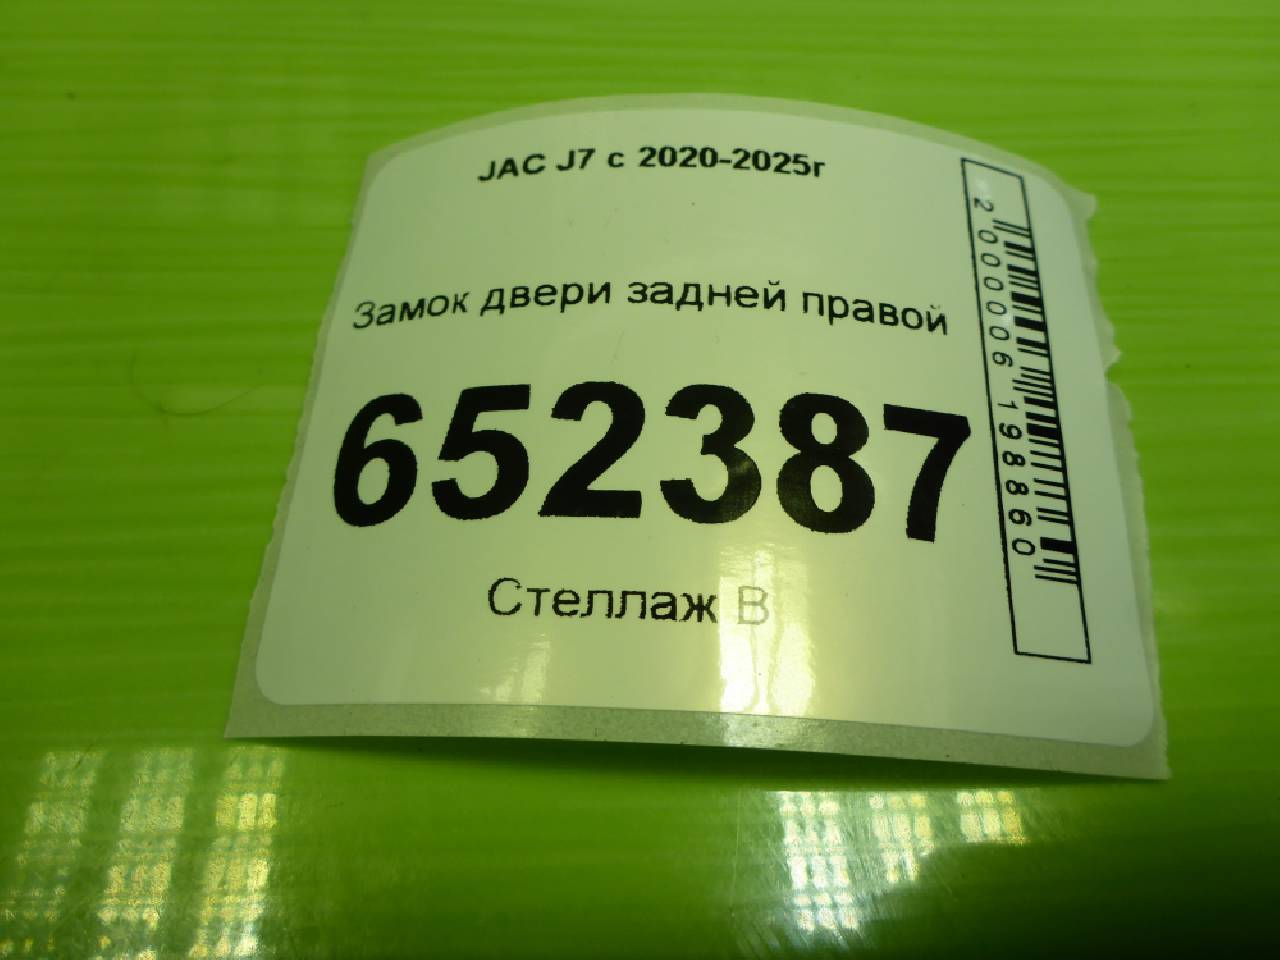 JAC J7 с 2020-2025г
Замок двери задней правой
652387
Стеллаж В
2000006198860